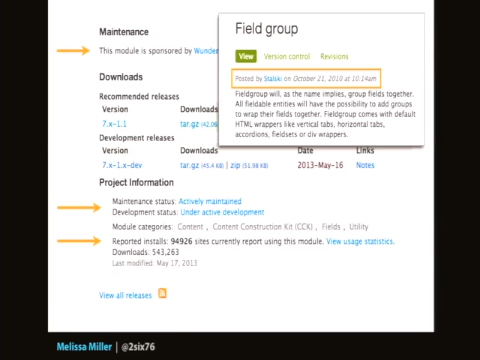 Maintenance
This module is sponsored by Wunder
Downloads
Recommended releases
Version Downloads
7.x-1.1 tar.gz
Development releases
Version Downloads Date Links
7.x-1.x-dev tar.gz (45.4 KB) | zip (51.98 KB) 2013-May-16 Notes
Project Information
Maintenance status: Actively maintained
Development status: Under active development
Module categories: Content , Content Construction Kit (CCK) , Fields , Utility
Reported installs: 94926 sites currently report using this module. View usage statistics.
Downloads: 543,263
Last modified: May 17, 2013
View all releases
Field group
View Version control Revisions
Posted by Stalski on October 21, 2010 at 10:14am
Fieldgroup will, as the name implies, group fields together.
All fieldable entities will have the possibility to add groups
to wrap their fields together. Fieldgroup comes with default
HTML wrappers like vertical tabs, horizontal tabs,
accordions, fieldsets or div wrappers.
Melissa Miller | @2six76